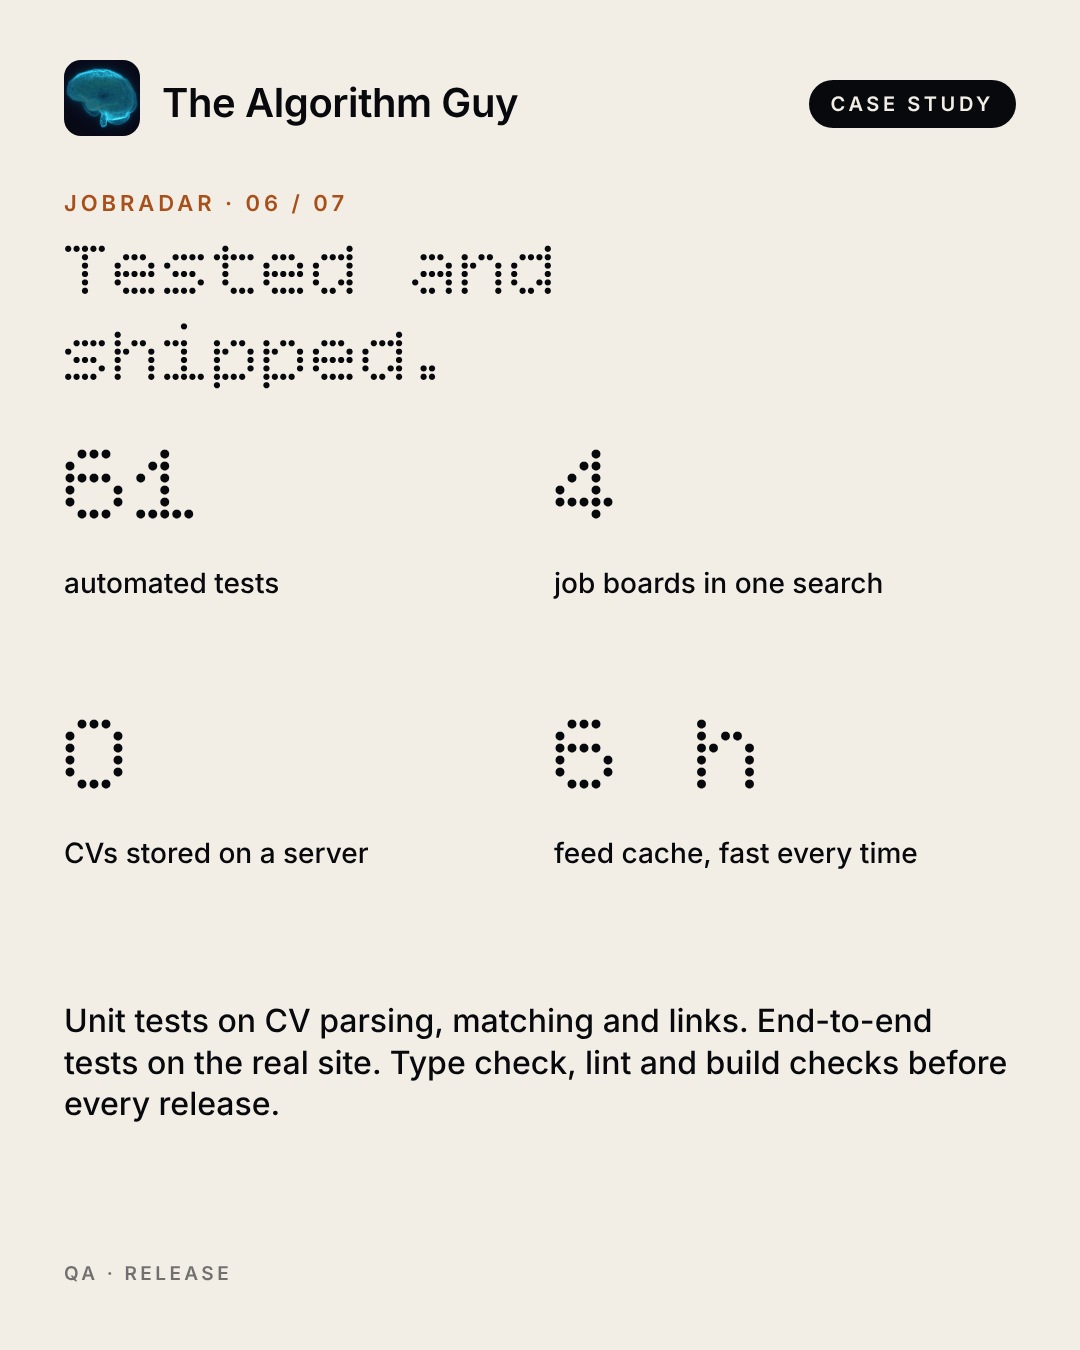 The Algorithm Guy
CASE STUDY
JOBRADAR · 06 / 07
Tested and
shipped.
61
automated tests
4
job boards in one search
0
CVs stored on a server
6 h
feed cache, fast every time
Unit tests on CV parsing, matching and links. End-to-end
tests on the real site. Type check, lint and build checks before
every release.
QA · RELEASE